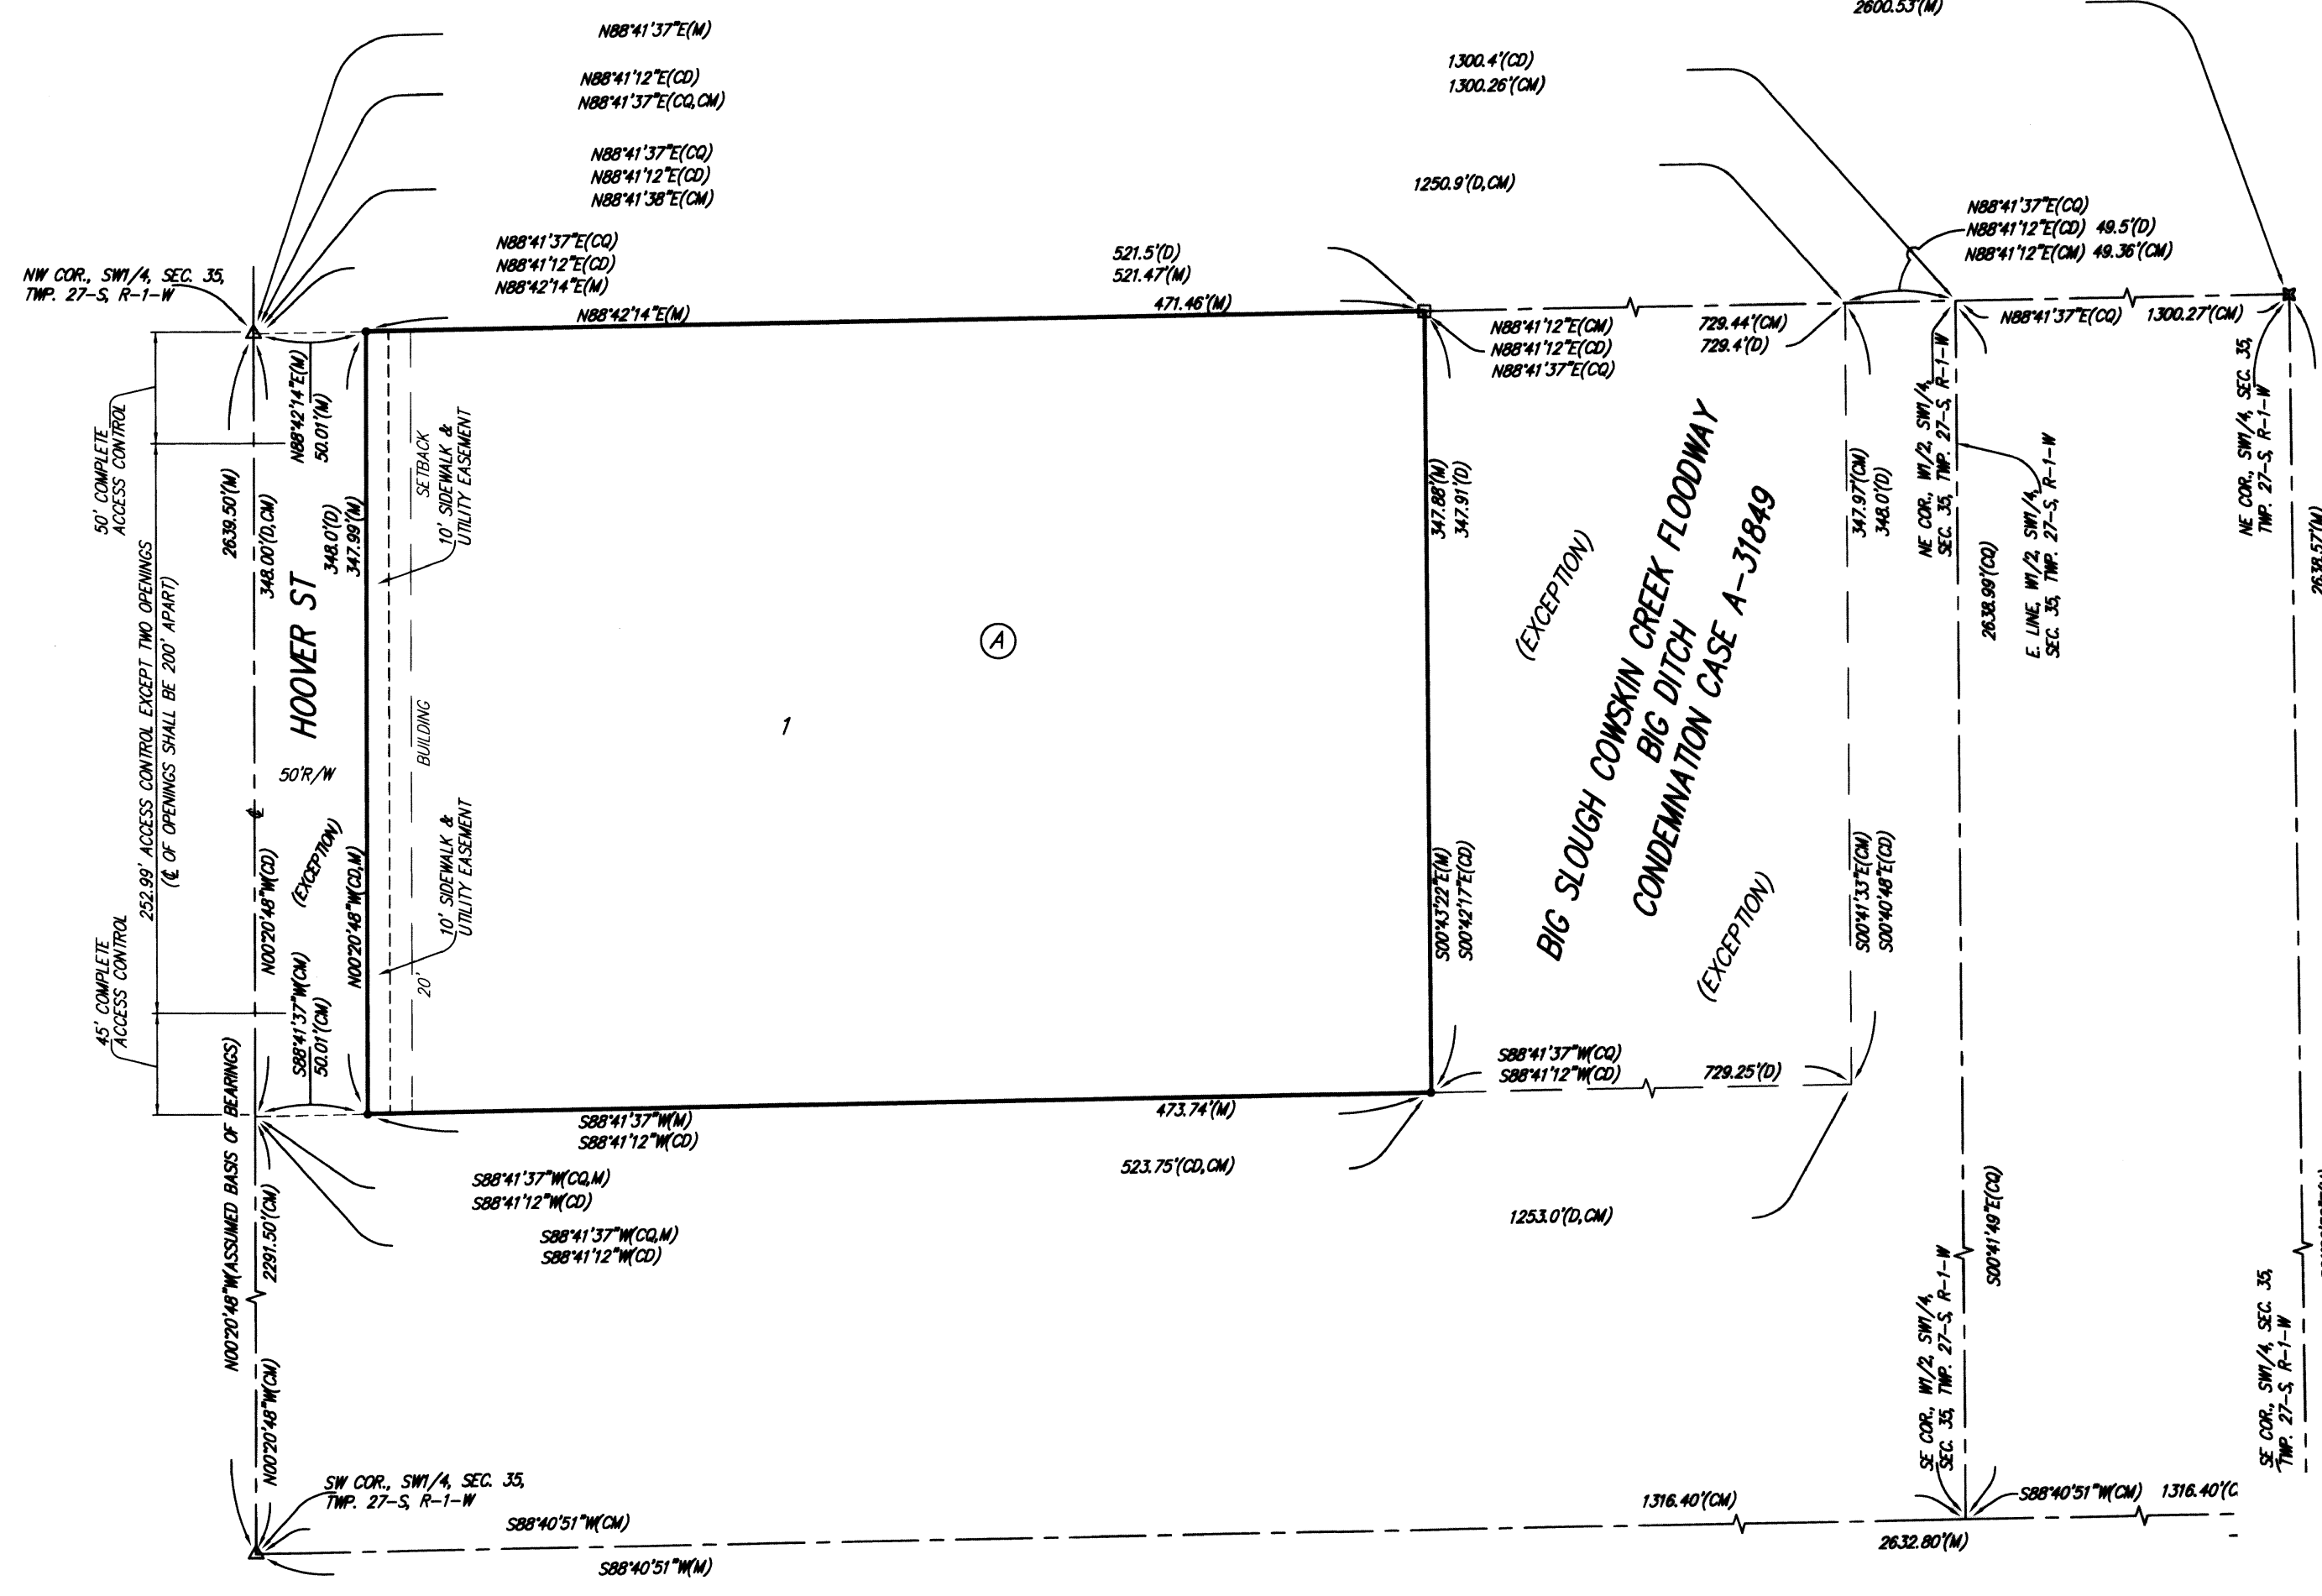 2600.53'(M)
N88°41'37"E(M)
1300.4'(CD)
1300.26'(CM)
N88°41'12"E(CD)
N88°41'37"E(CQ,CM)
N88°41'37"E(CQ)
N88°41'12"E(CD)
N88°41'38"E(CM)
1250.9'(D,CM)
N88°41'37"E(CQ)
N88°41'12"E(CD) 49.5'(D)
N88°41'12"E(CM) 49.36'(CM)
N88°41'37"E(CQ)
N88°41'12"E(CD)
N88°42'14"E(M)
521.5'(D)
521.47'(M)
NW COR., SW1/4, SEC. 35,
TWP. 27-S, R-1-W
N88°42'14"E(M)
471.46'(M)
N88°41'12"E(CM)
N88°41'12"E(CD)
N88°41'37"E(CQ)
729.44'(CM)
729.4'(D)
N88°41'37"E(CQ) 1300.27'(CM)
50' COMPLETE
ACCESS CONTROL
252.99' ACCESS CONTROL EXCEPT TWO OPENINGS
(℄ OF OPENINGS SHALL BE 200' APART)
45' COMPLETE
ACCESS CONTROL
2639.50'(M)
348.00'(D,CM)
N88°42'14"E(M)
50.01'(M)
348.0'(D)
347.99'(M)
HOOVER ST
50'R/W
℄
(EXCEPTION)
N00°20'48"W(CD)
N00°20'48"W(CD,M)
S88°41'37"W(CM)
50.01'(CM)
SETBACK
10' SIDEWALK &
UTILITY EASEMENT
BUILDING
10' SIDEWALK &
UTILITY EASEMENT
20'
A
1
347.88'(M)
347.91'(D)
S00°43'22"E(M)
S00°42'17"E(CD)
(EXCEPTION)
BIG SLOUGH COWSKIN CREEK FLOODWAY
BIG DITCH
CONDEMNATION CASE A-31849
(EXCEPTION)
347.97'(CM)
348.0'(D)
S00°41'33"E(CM)
S00°40'48"E(CD)
NE COR., W1/2, SW1/4,
SEC. 35, TWP. 27-S, R-1-W
2638.99'(CQ)
E. LINE, W1/2, SW1/4,
SEC. 35, TWP. 27-S, R-1-W
NE COR., SW1/4, SEC. 35,
TWP. 27-S, R-1-W
2638.57'(M)
S88°41'37"W(CQ)
S88°41'12"W(CD)
729.25'(D)
S88°41'37"W(M)
S88°41'12"W(CD)
473.74'(M)
523.75'(CD,CM)
S88°41'37"W(CQ,M)
S88°41'12"W(CD)
1253.0'(D,CM)
S88°41'37"W(CQ,M)
S88°41'12"W(CD)
N00°20'48"W(ASSUMED BASIS OF BEARINGS)
2291.50'(CM)
N00°20'48"W(CM)
S00°41'49"E(CQ)
SE COR., W1/2, SW1/4,
SEC. 35, TWP. 27-S, R-1-W
SE COR., SW1/4, SEC. 35,
TWP. 27-S, R-1-W
SW COR., SW1/4, SEC. 35,
TWP. 27-S, R-1-W
S88°40'51"W(CM)
1316.40'(CM)
S88°40'51"W(CM) 1316.40'(C
2632.80'(M)
S88°40'51"W(M)